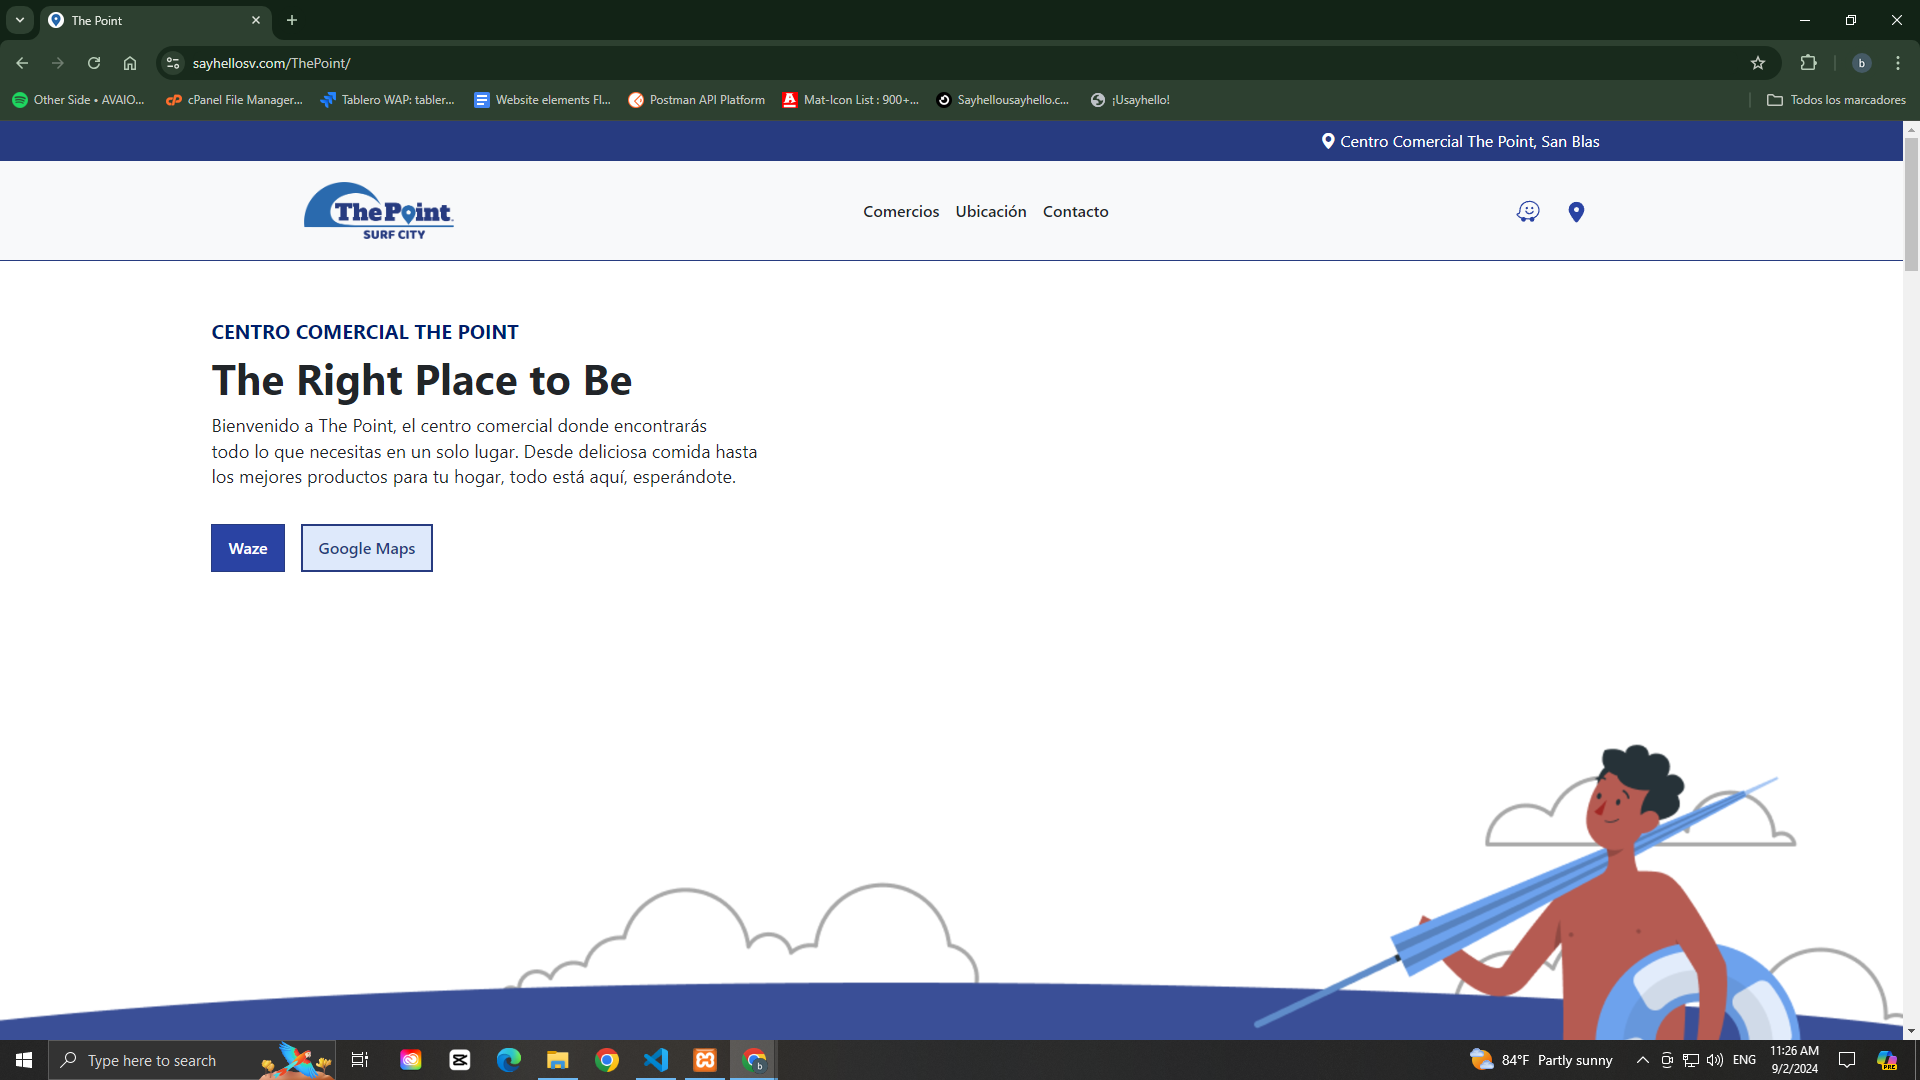 The Point
sayhellosv.com/ThePoint/
b
Other Side • AVAIO...
cPanel File Manager...
Tablero WAP: tabler...
Website elements Fl...
Postman API Platform
Mat-Icon List : 900+...
Sayhellousayhello.c...
¡Usayhello!
Todos los marcadores
Centro Comercial The Point, San Blas
The Point
SURF CITY
Comercios Ubicación Contacto
CENTRO COMERCIAL THE POINT
The Right Place to Be
Bienvenido a The Point, el centro comercial donde encontrarás
todo lo que necesitas en un solo lugar. Desde deliciosa comida hasta
los mejores productos para tu hogar, todo está aquí, esperándote.
Waze
Google Maps
Type here to search
84°F Partly sunny
ENG
11:26 AM
9/2/2024